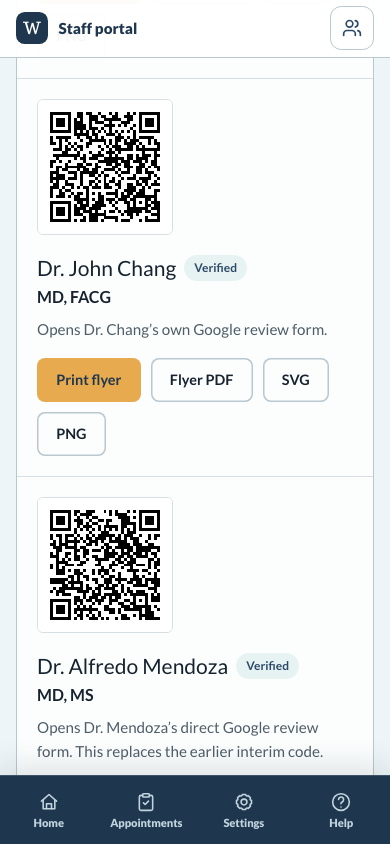 W Staff portal
Dr. John Chang Verified
MD, FACG
Opens Dr. Chang's own Google review form.
Print flyer Flyer PDF SVG
PNG
Dr. Alfredo Mendoza Verified
MD, MS
Opens Dr. Mendoza's direct Google review
form. This replaces the earlier interim code.
Home Appointments Settings Help